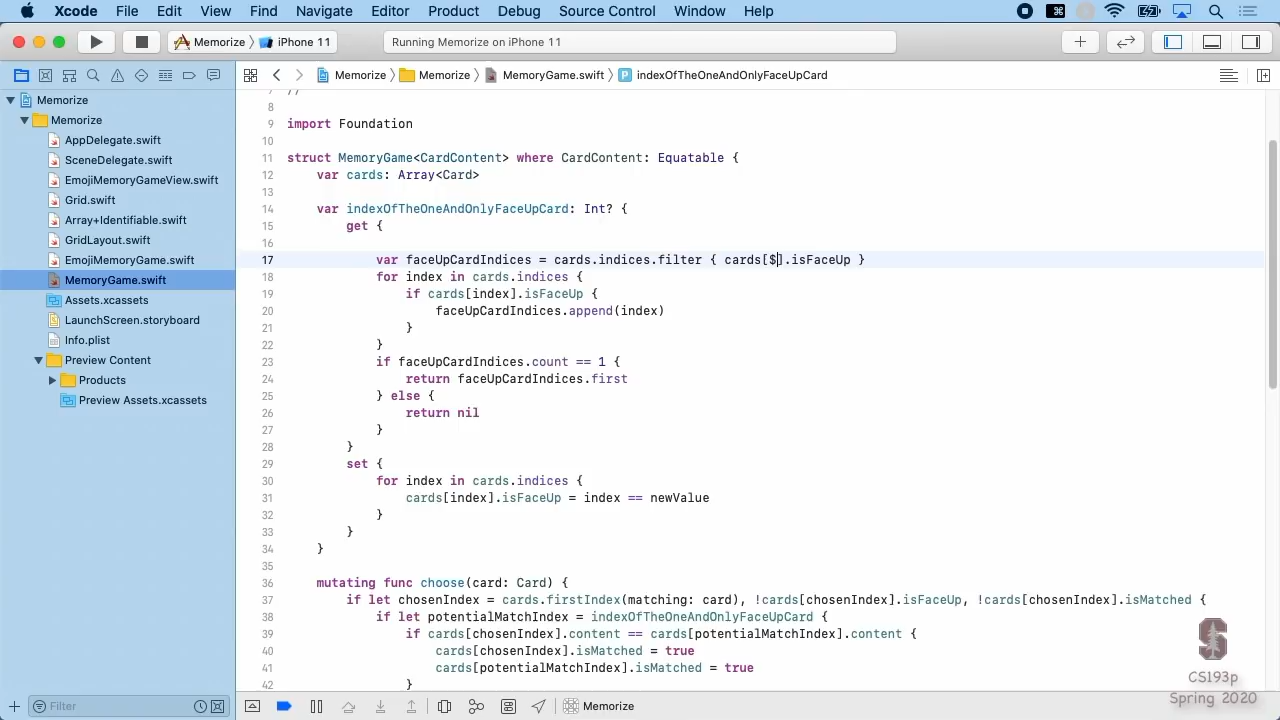 Xcode File Edit View Find Navigate Editor Product Debug Source Control Window Help
Memorize iPhone 11 Running Memorize on iPhone 11
Memorize Memorize MemoryGame.swift P indexOfTheOneAndOnlyFaceUpCard
Memorize
Memorize
AppDelegate.swift
SceneDelegate.swift
EmojiMemoryGameView.swift
Grid.swift
Array+Identifiable.swift
GridLayout.swift
EmojiMemoryGame.swift
MemoryGame.swift
Assets.xcassets
LaunchScreen.storyboard
Info.plist
Preview Content
Products
Preview Assets.xcassets
Filter
7 //
8
9 import Foundation
10
11 struct MemoryGame<CardContent> where CardContent: Equatable {
12 var cards: Array<Card>
13
14 var indexOfTheOneAndOnlyFaceUpCard: Int? {
15 get {
16
17 var faceUpCardIndices = cards.indices.filter { cards[$].isFaceUp }
18 for index in cards.indices {
19 if cards[index].isFaceUp {
20 faceUpCardIndices.append(index)
21 }
22 }
23 if faceUpCardIndices.count == 1 {
24 return faceUpCardIndices.first
25 } else {
26 return nil
27 }
28 }
29 set {
30 for index in cards.indices {
31 cards[index].isFaceUp = index == newValue
32 }
33 }
34 }
35
36 mutating func choose(card: Card) {
37 if let chosenIndex = cards.firstIndex(matching: card), !cards[chosenIndex].isFaceUp, !cards[chosenIndex].isMatched {
38 if let potentialMatchIndex = indexOfTheOneAndOnlyFaceUpCard {
39 if cards[chosenIndex].content == cards[potentialMatchIndex].content {
40 cards[chosenIndex].isMatched = true
41 cards[potentialMatchIndex].isMatched = true
42 }
Memorize
CS193p
Spring 2020